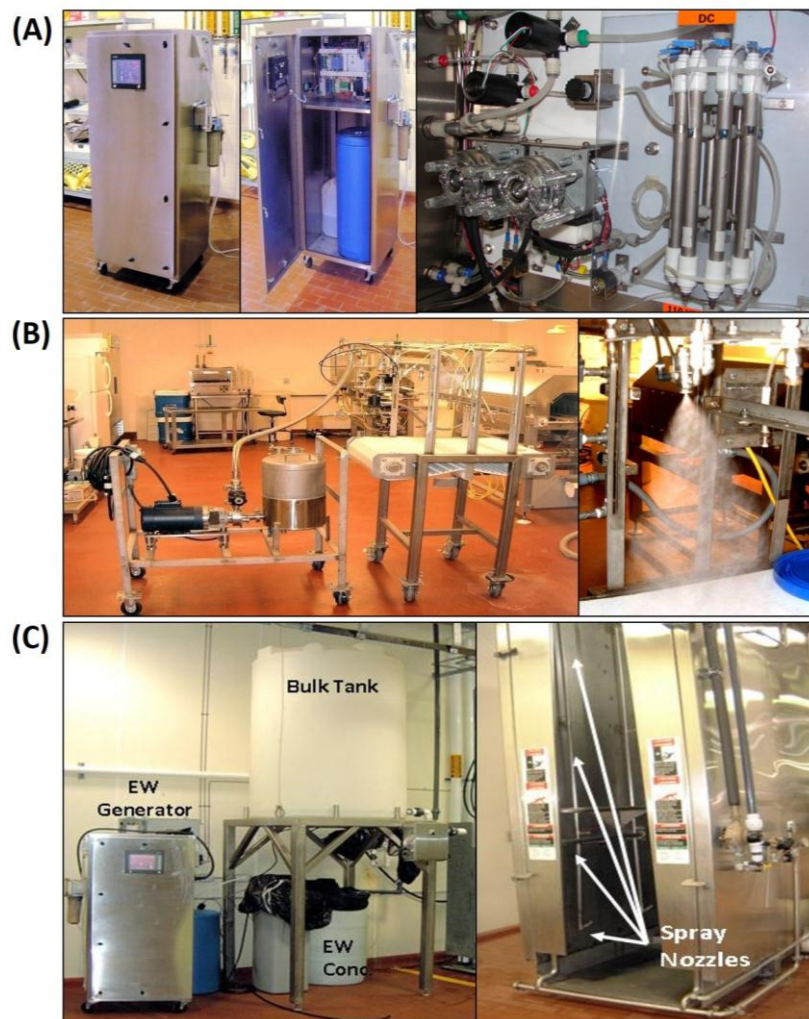 (A)
DC
(B)
(C)
Bulk Tank
EW
Generator
EW
Conc.
Spray
Nozzles